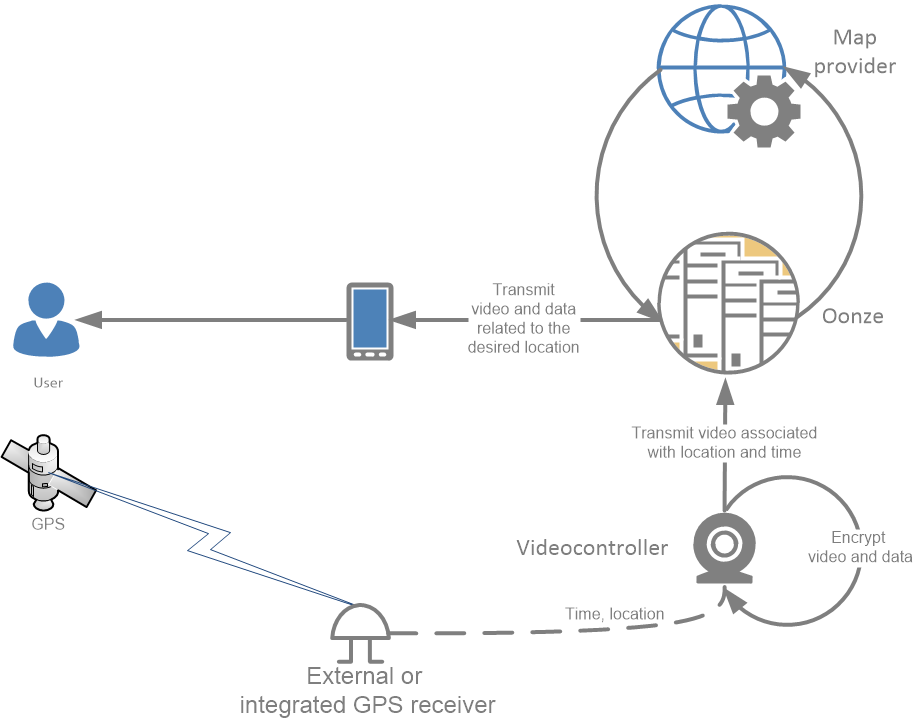 Map
provider
Transmit
video and data
related to the
desired location
Oonze
User
Transmit video associated
with location and time
GPS
Videocontroller
Encrypt
video and data
Time, location
External or
integrated GPS receiver